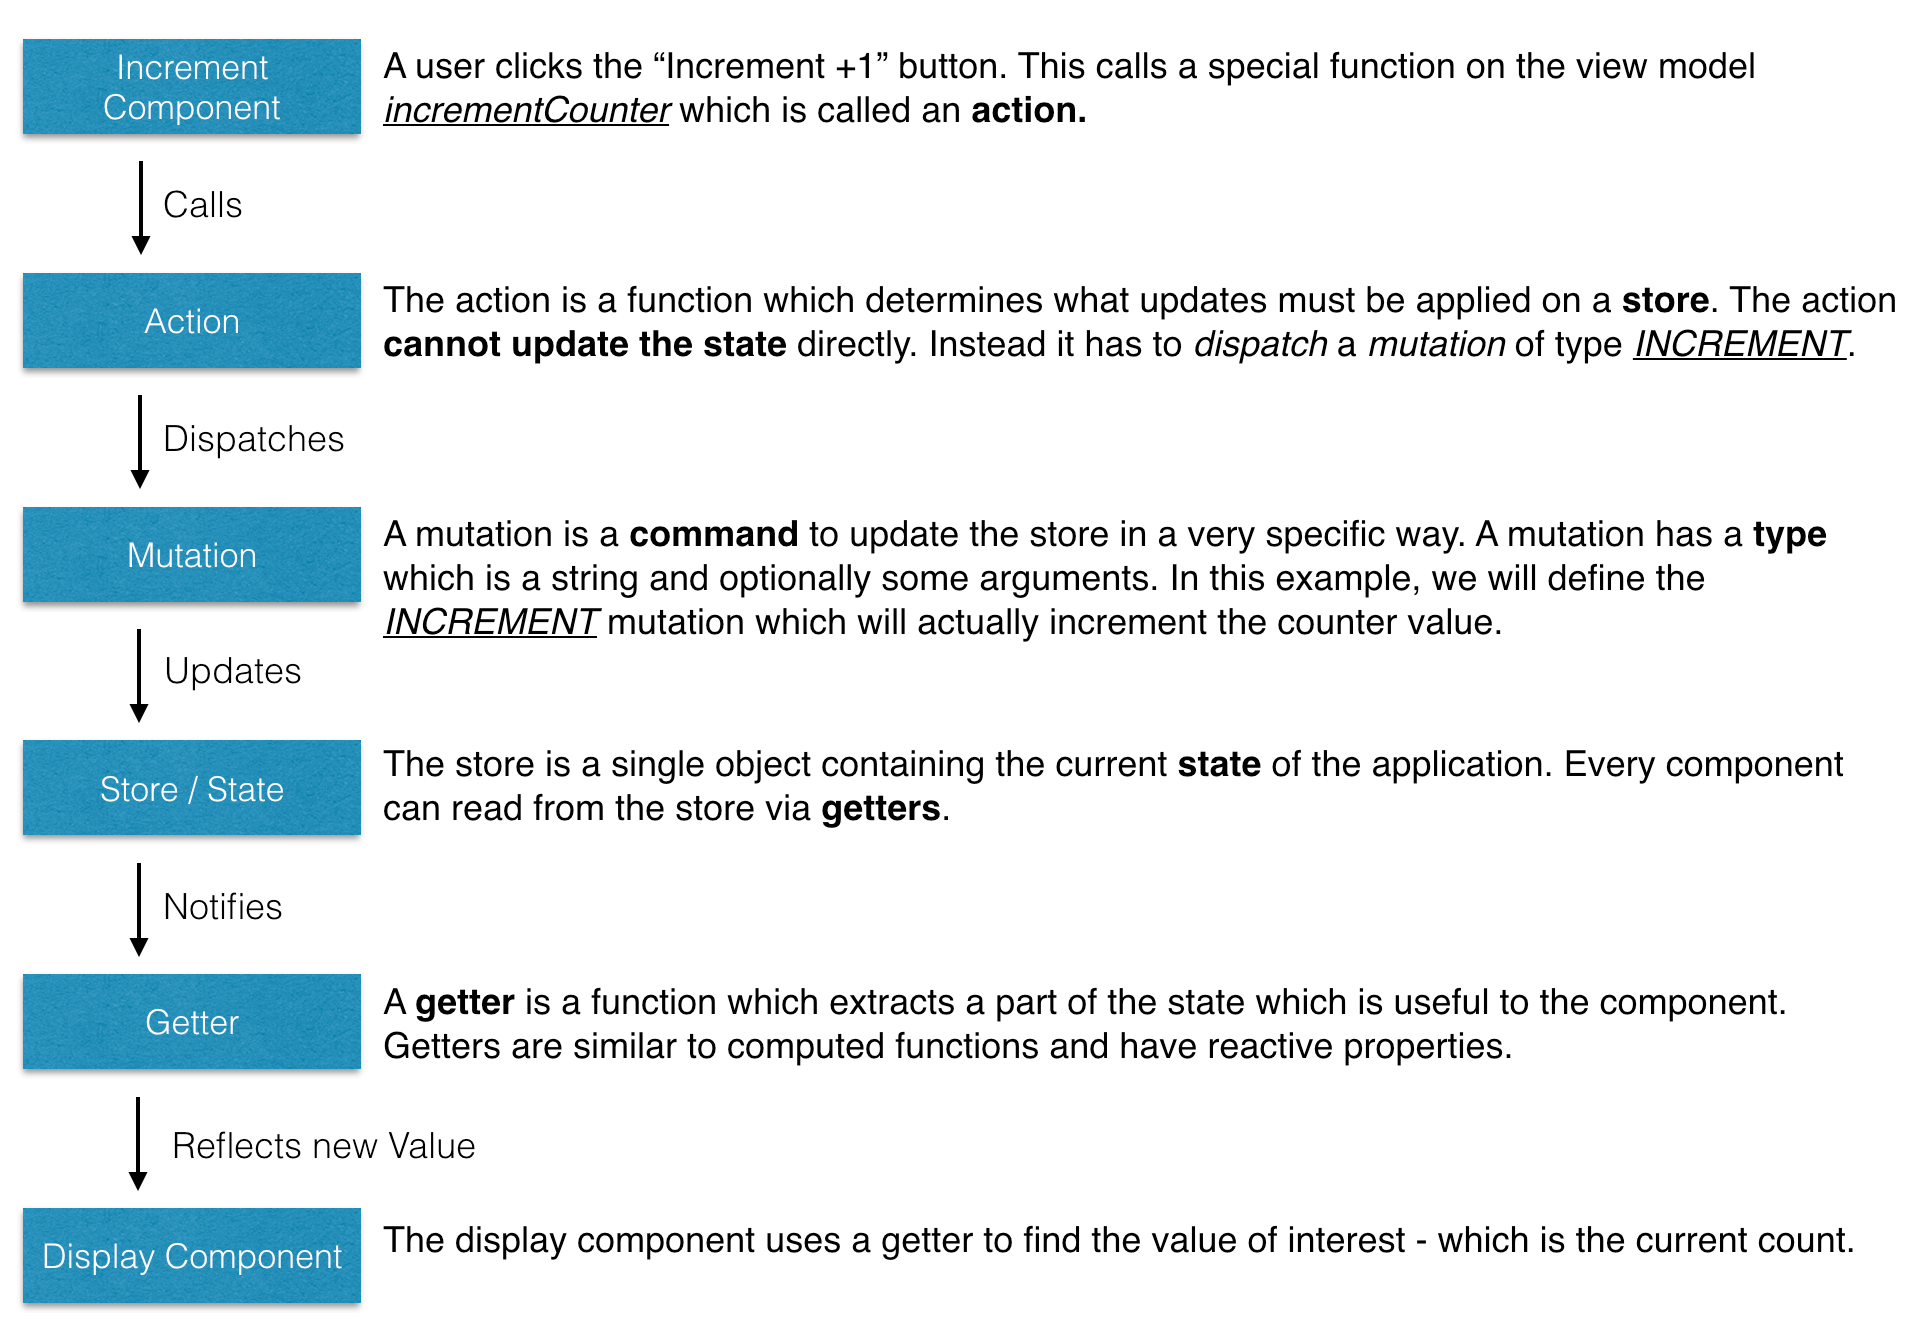 Increment
Component
A user clicks the “Increment +1” button. This calls a special function on the view model
incrementCounter which is called an action.
Calls
Action
The action is a function which determines what updates must be applied on a store. The action
cannot update the state directly. Instead it has to dispatch a mutation of type INCREMENT.
Dispatches
Mutation
A mutation is a command to update the store in a very specific way. A mutation has a type
which is a string and optionally some arguments. In this example, we will define the
INCREMENT mutation which will actually increment the counter value.
Updates
Store / State
The store is a single object containing the current state of the application. Every component
can read from the store via getters.
Notifies
Getter
A getter is a function which extracts a part of the state which is useful to the component.
Getters are similar to computed functions and have reactive properties.
Reflects new Value
Display Component
The display component uses a getter to find the value of interest - which is the current count.